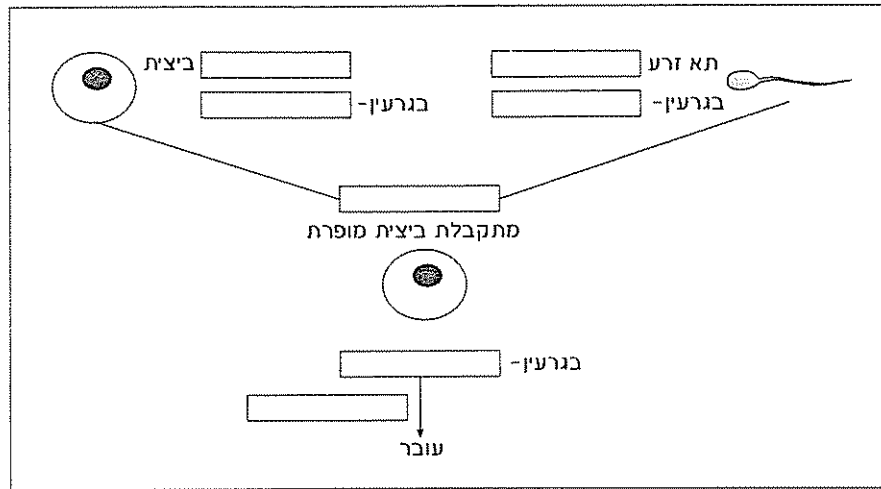 תא זרע
ביצית
בגרעין-
בגרעין-
מתקבלת ביצית מופרת
בגרעין-
עובר